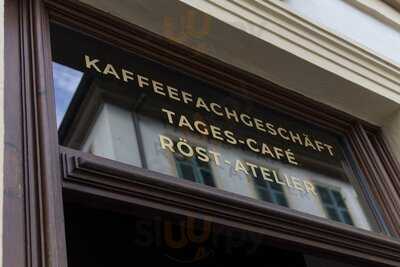 KAFFEEFACHGESCHÄFT
TAGES-CAFÉ
RÖST-ATELIER